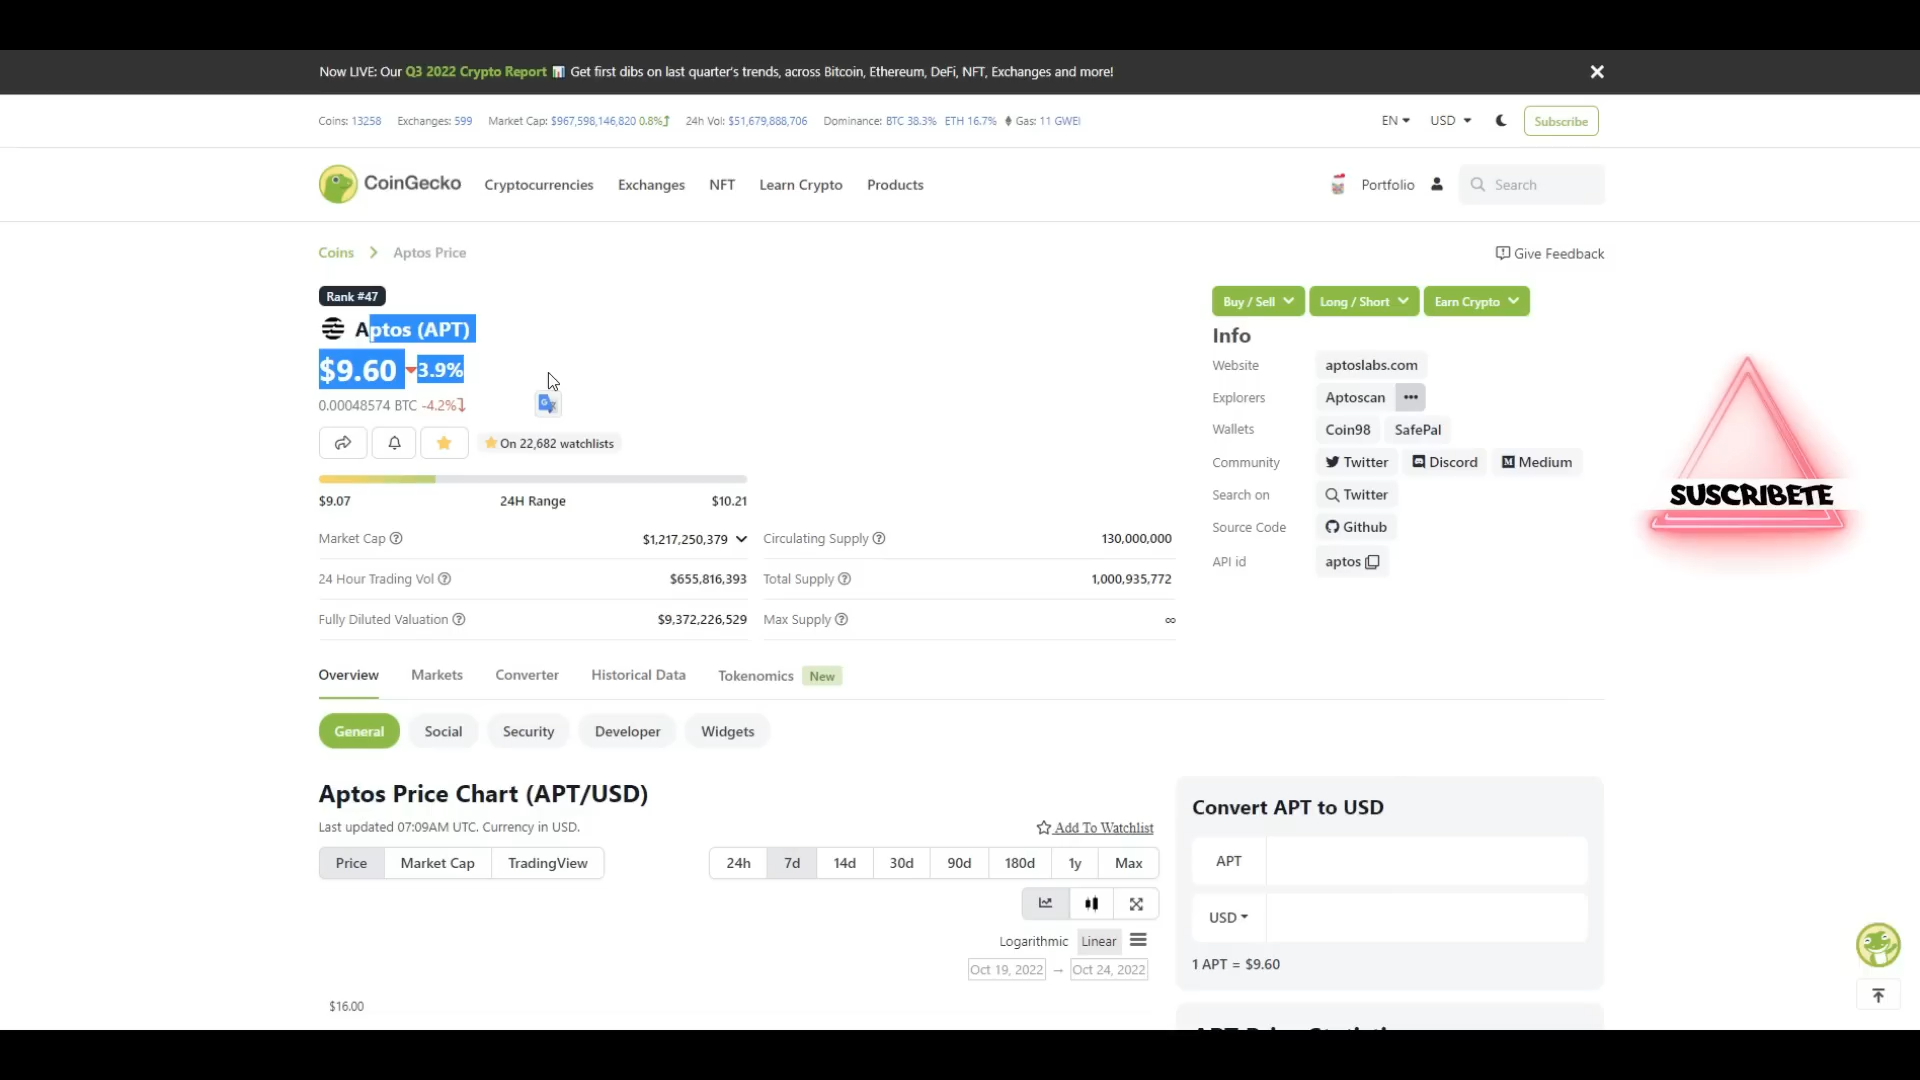 Now LIVE: Our Q3 2022 Crypto Report Get first dibs on last quarter's trends, across Bitcoin, Ethereum, DeFi, NFT, Exchanges and more!
Coins: 13258 Exchanges: 599 Market Cap: $967,598,146,820 0.8% 24h Vol: $51,679,888,706 Dominance: BTC 38.3% ETH 16.7% Gas: 11 GWEI
EN USD Subscribe
CoinGecko Cryptocurrencies Exchanges NFT Learn Crypto Products Portfolio Search
Coins > Aptos Price
Give Feedback
Rank #47
Aptos (APT)
$9.60 3.9%
0.00048574 BTC -4.2%
On 22,682 watchlists
$9.07 24H Range $10.21
Market Cap $1,217,250,379
Circulating Supply 130,000,000
24 Hour Trading Vol $655,816,393
Total Supply 1,000,935,772
Fully Diluted Valuation $9,372,226,529
Max Supply ∞
Buy / Sell Long / Short Earn Crypto
Info
Website aptoslabs.com
Explorers Aptoscan •••
Wallets Coin98 SafePal
Community Twitter Discord Medium
Search on Twitter
Source Code Github
API id aptos
SUSCRIBETE
Overview Markets Converter Historical Data Tokenomics New
General Social Security Developer Widgets
Aptos Price Chart (APT/USD)
Last updated 07:09AM UTC. Currency in USD.
Add To Watchlist
Price Market Cap TradingView
24h 7d 14d 30d 90d 180d 1y Max
Logarithmic Linear
Oct 19, 2022 → Oct 24, 2022
$16.00
Convert APT to USD
APT
USD
1 APT = $9.60